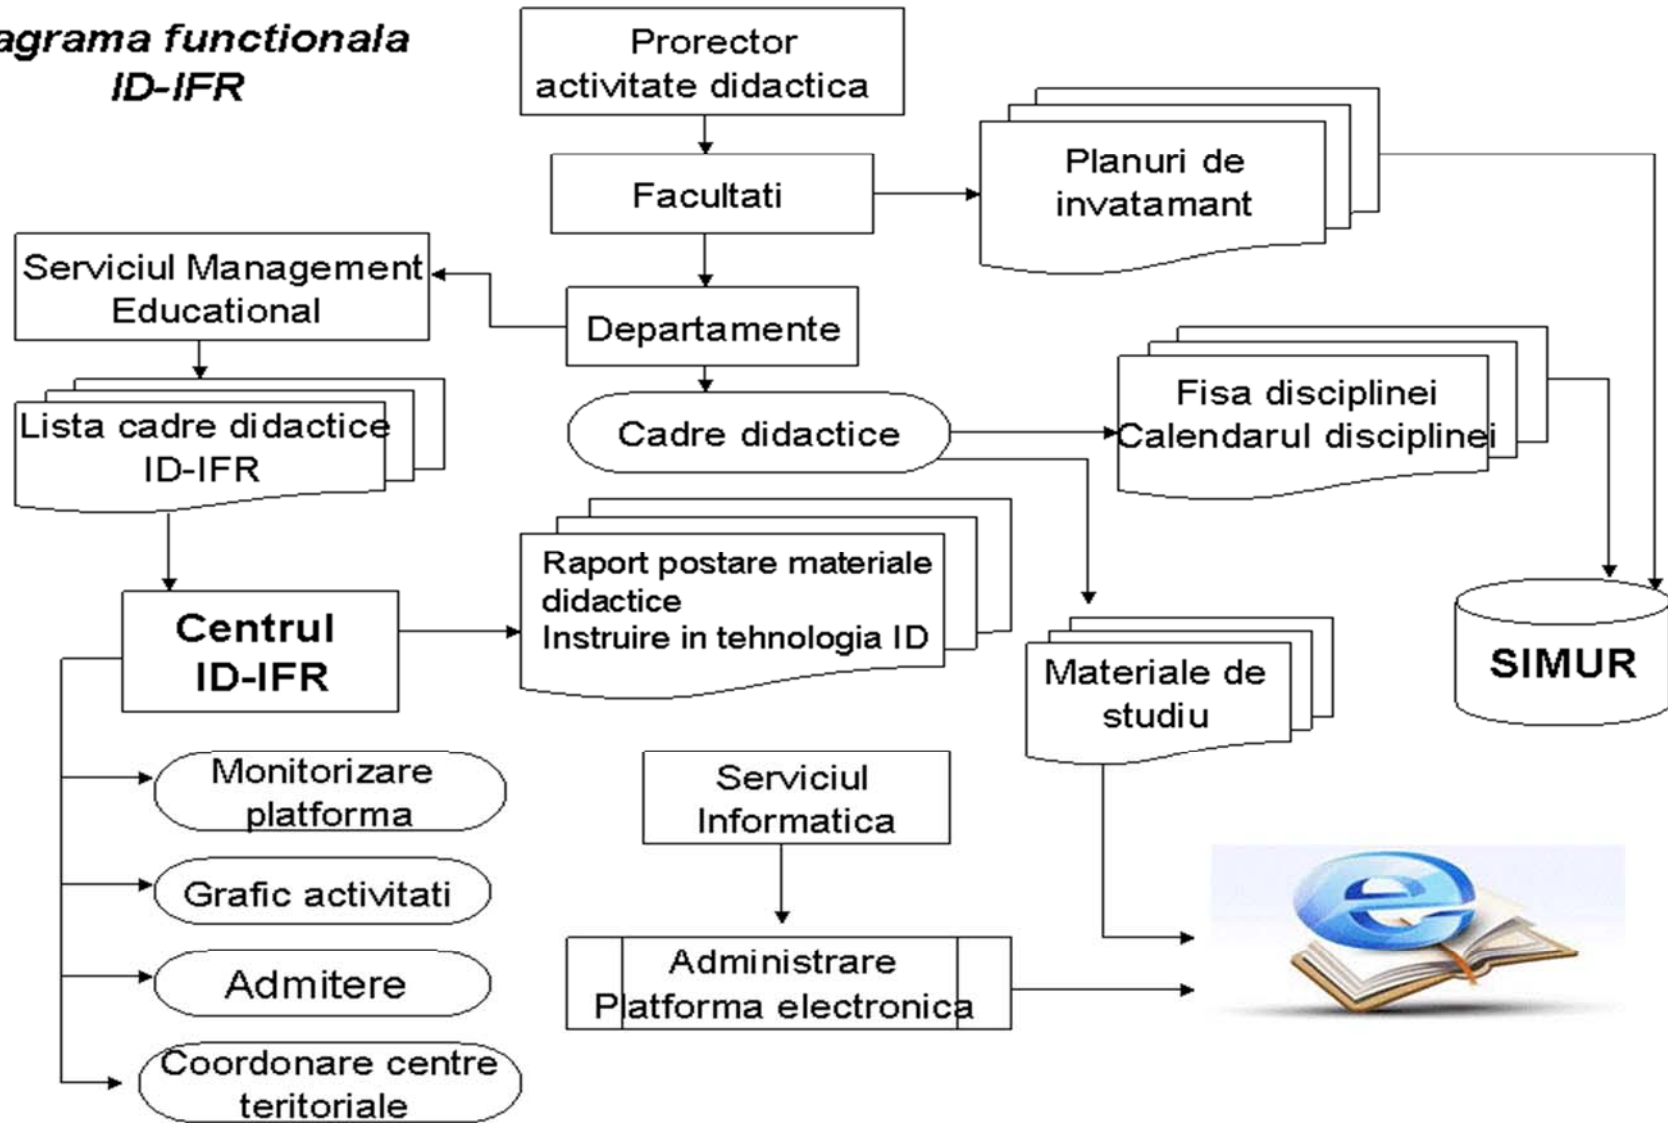 agrama functionala
ID-IFR
Prorector
activitate didactica
Facultati
Planuri de
invatamant
Serviciul Management
Educational
Departamente
Lista cadre didactice
ID-IFR
Cadre didactice
Fisa disciplinei
Calendarul disciplinei
Centrul
ID-IFR
Raport postare materiale
didactice
Instruire in tehnologia ID
Materiale de
studiu
SIMUR
Monitorizare
platforma
Grafic activitati
Admitere
Coordonare centre
teritoriale
Serviciul
Informatica
Administrare
Platforma electronica
e